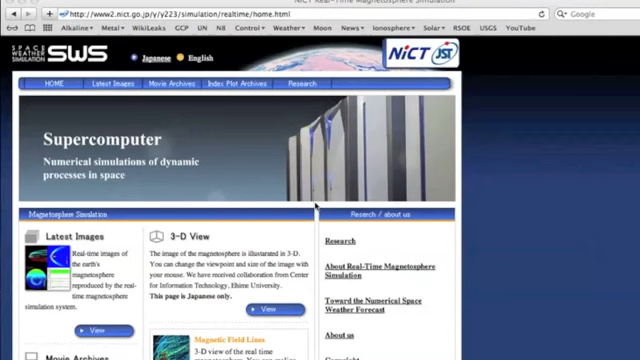 NICT Real-Time Magnetosphere Simulation
http://www2.nict.go.jp/y/y223/simulation/realtime/home.html
Google
Alkaline Metal WikiLeaks GCP UN N8 Control Weather Moon News Ionosphere Solar RSOE
SPACE WEATHER SIMULATION SWS
Japanese English
NiCT JST
HOME Latest Images Movie Archives Index Plot Archives Research
Supercomputer
Numerical simulations of dynamic
processes in space
Magnetosphere Simulation
Reserch / about us
Latest Images
Real-time images of
the earth's
magnetosphere
reproduced by the real-
time magnetosphere
simulation system.
View
3-D View
The image of the magnetosphere is illustrated in 3-D.
You can change the viewpoint and size of the image with
your mouse. We have received collaboration from Center
for Information Technology, Ehime University.
This page is Japanese only.
View
Research
About Real-Time Magnetosphere
Simulation
Toward the Numerical Space
Weather Forecast
About us
Copyright
Movie Archives
Magnetic Field Lines
3-D view of the real time
magnetosphere. You can realize